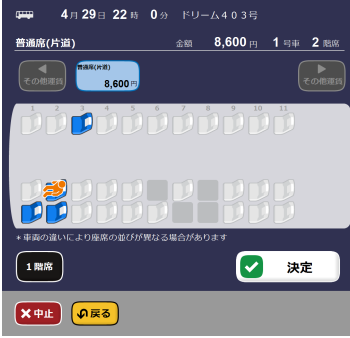 4月29日 22時 0分 ドリーム403号
普通席(片道) 金額 8,600円 1号車 2階席
その他運賃 普通席(片道) 8,600円 その他運賃
1 2 3 4 5 6 7 8 9 10 11
*車両の違いにより座席の並びが異なる場合があります
1階席 決定
中止 戻る